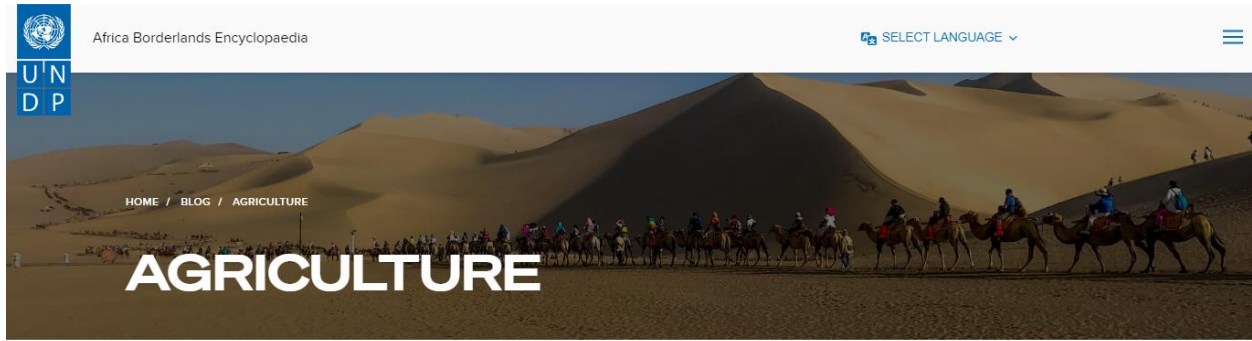 Africa Borderlands Encyclopaedia
SELECT LANGUAGE
U N
D P
HOME / BLOG / AGRICULTURE
AGRICULTURE